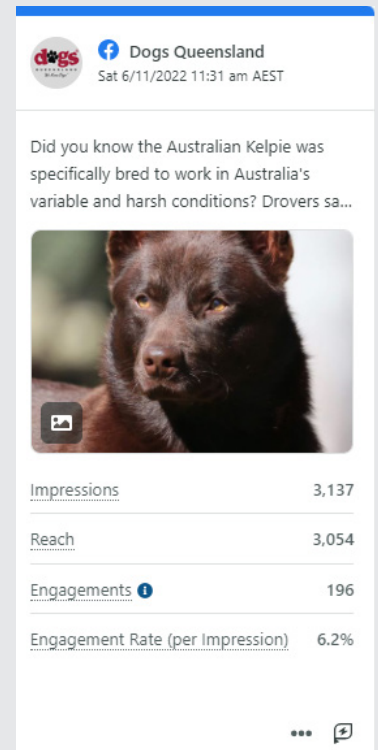 dogs
QUEENSLAND
Dogs Queensland
Sat 6/11/2022 11:31 am AEST
Did you know the Australian Kelpie was
specifically bred to work in Australia's
variable and harsh conditions? Drovers sa...
Impressions 3,137
Reach 3,054
Engagements 196
Engagement Rate (per Impression) 6.2%